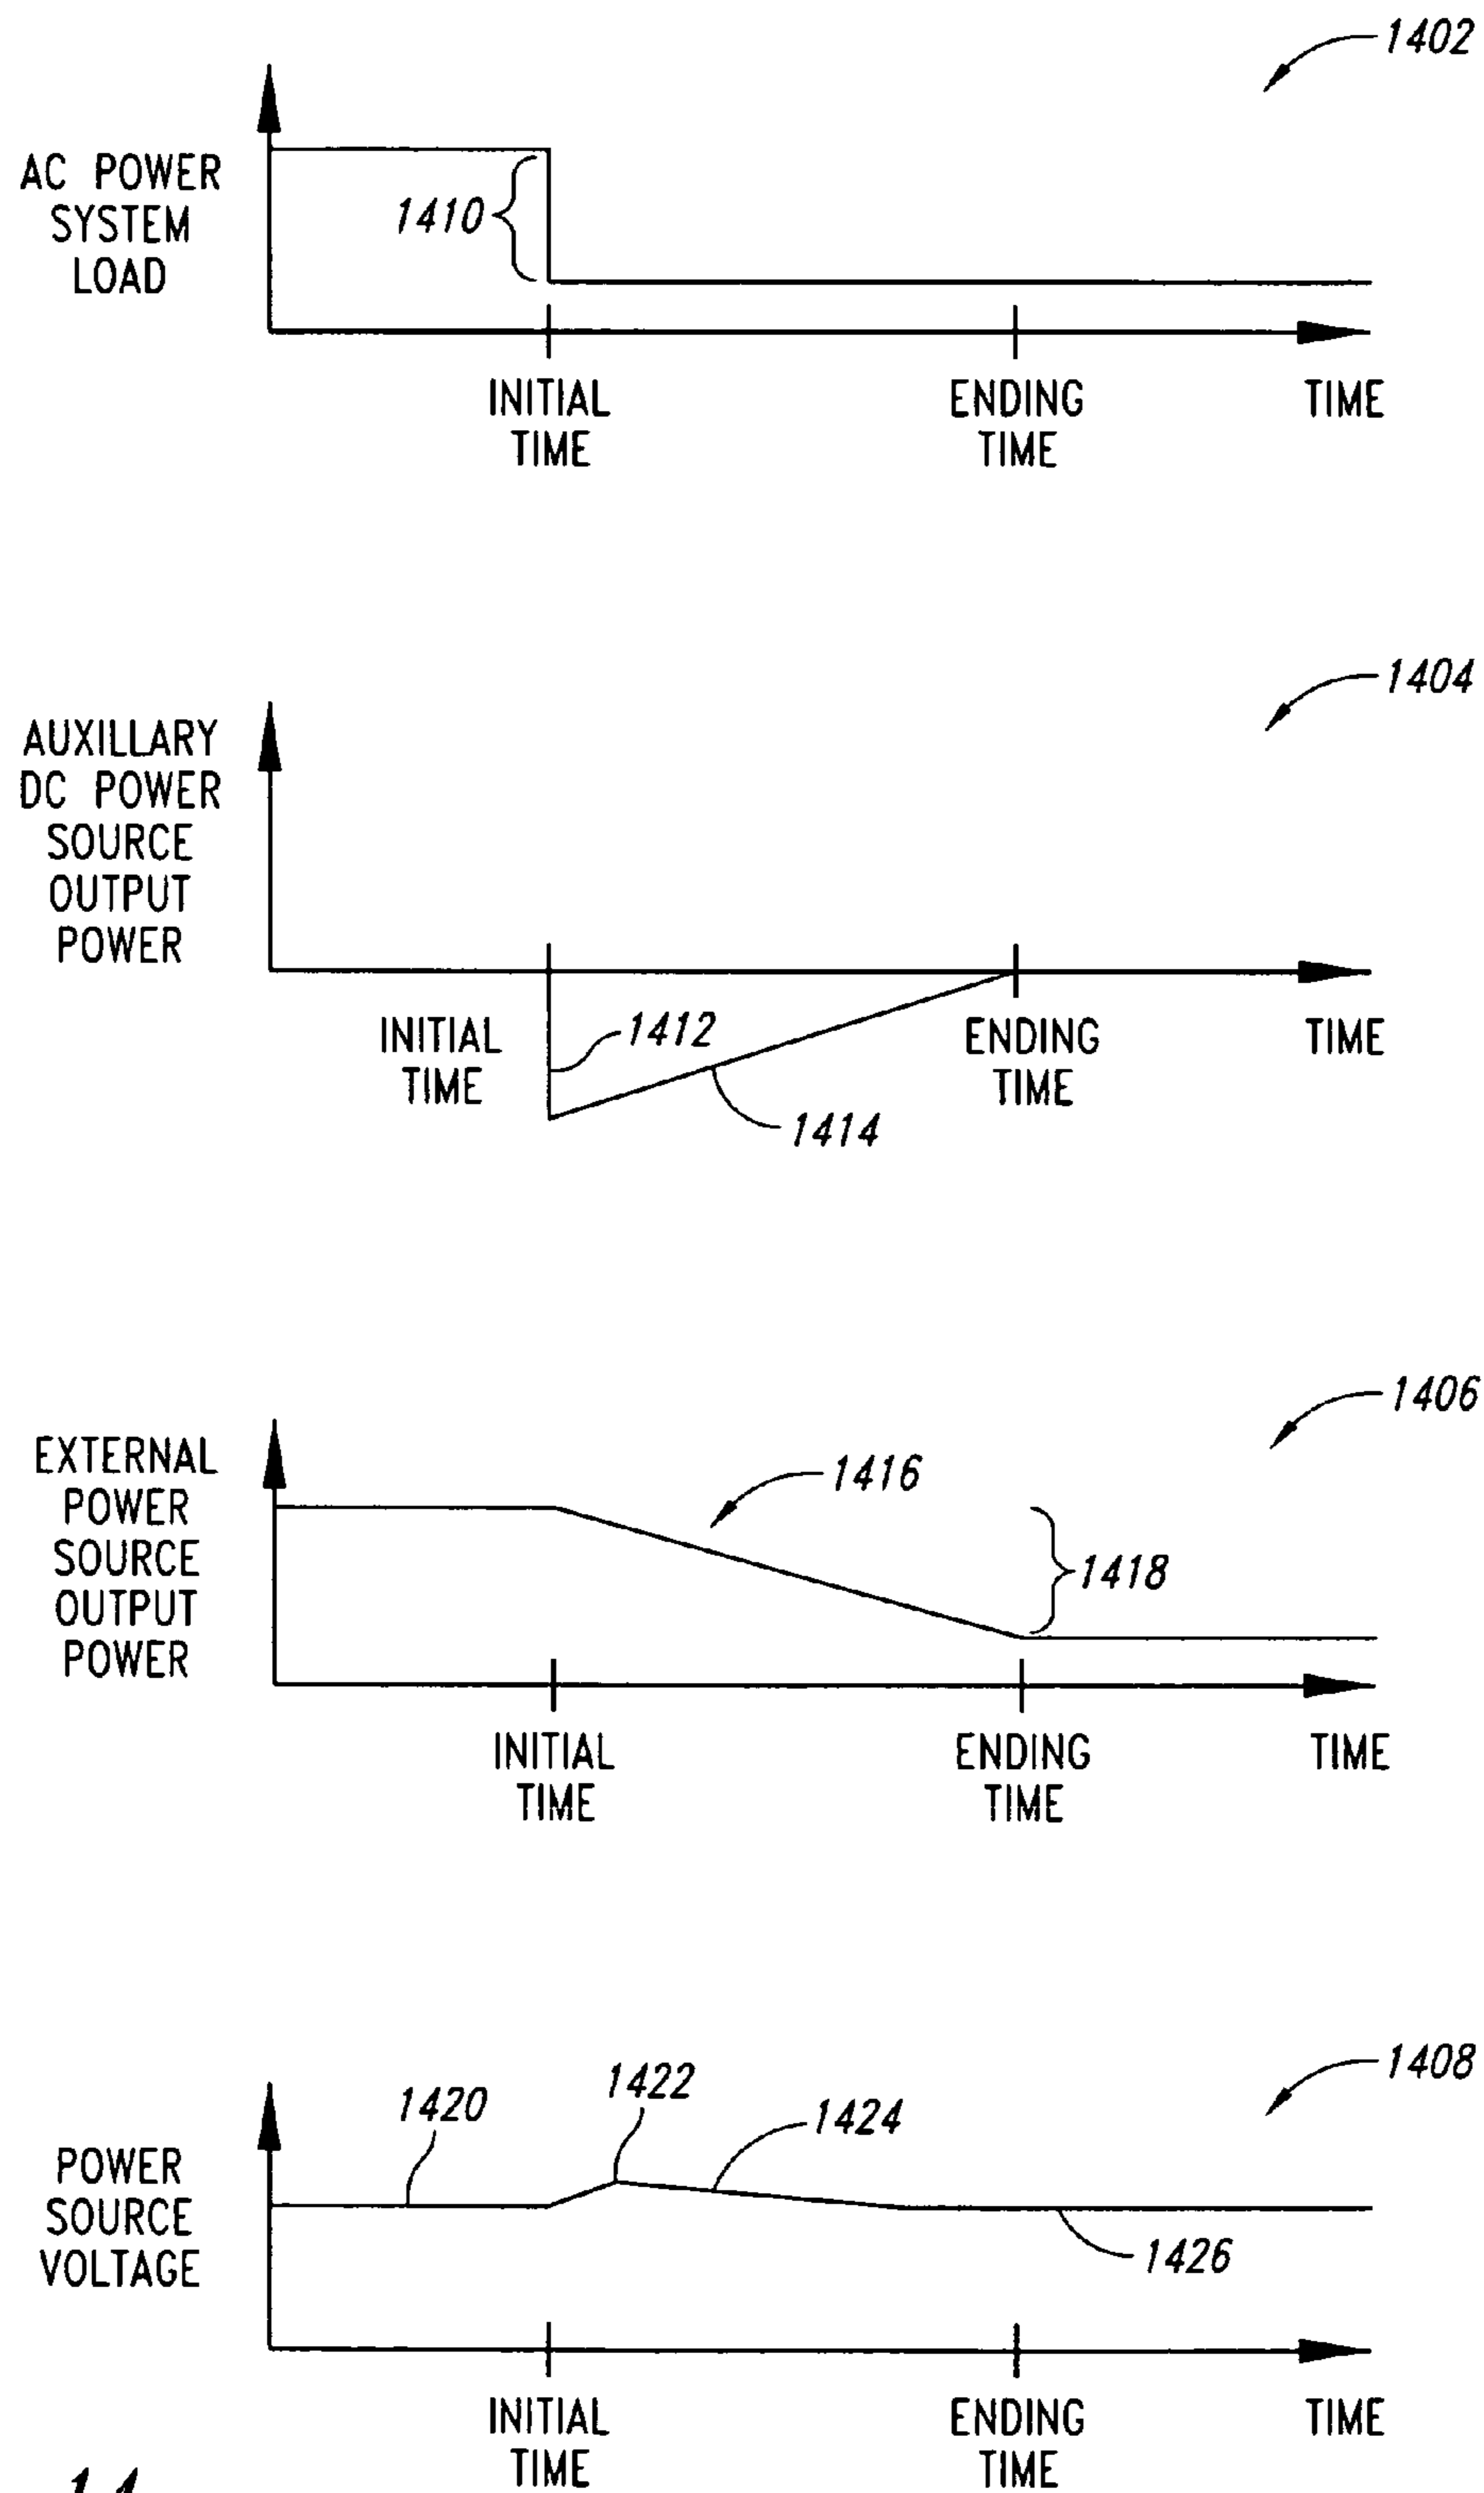 1402
AC POWER
SYSTEM
LOAD
1410
INITIAL
TIME
ENDING
TIME
TIME
1404
AUXILLARY
DC POWER
SOURCE
OUTPUT
POWER
INITIAL
TIME
1412
1414
ENDING
TIME
TIME
1406
EXTERNAL
POWER
SOURCE
OUTPUT
POWER
1416
1418
INITIAL
TIME
ENDING
TIME
TIME
1408
POWER
SOURCE
VOLTAGE
1420
1422
1424
1426
INITIAL
TIME
ENDING
TIME
TIME